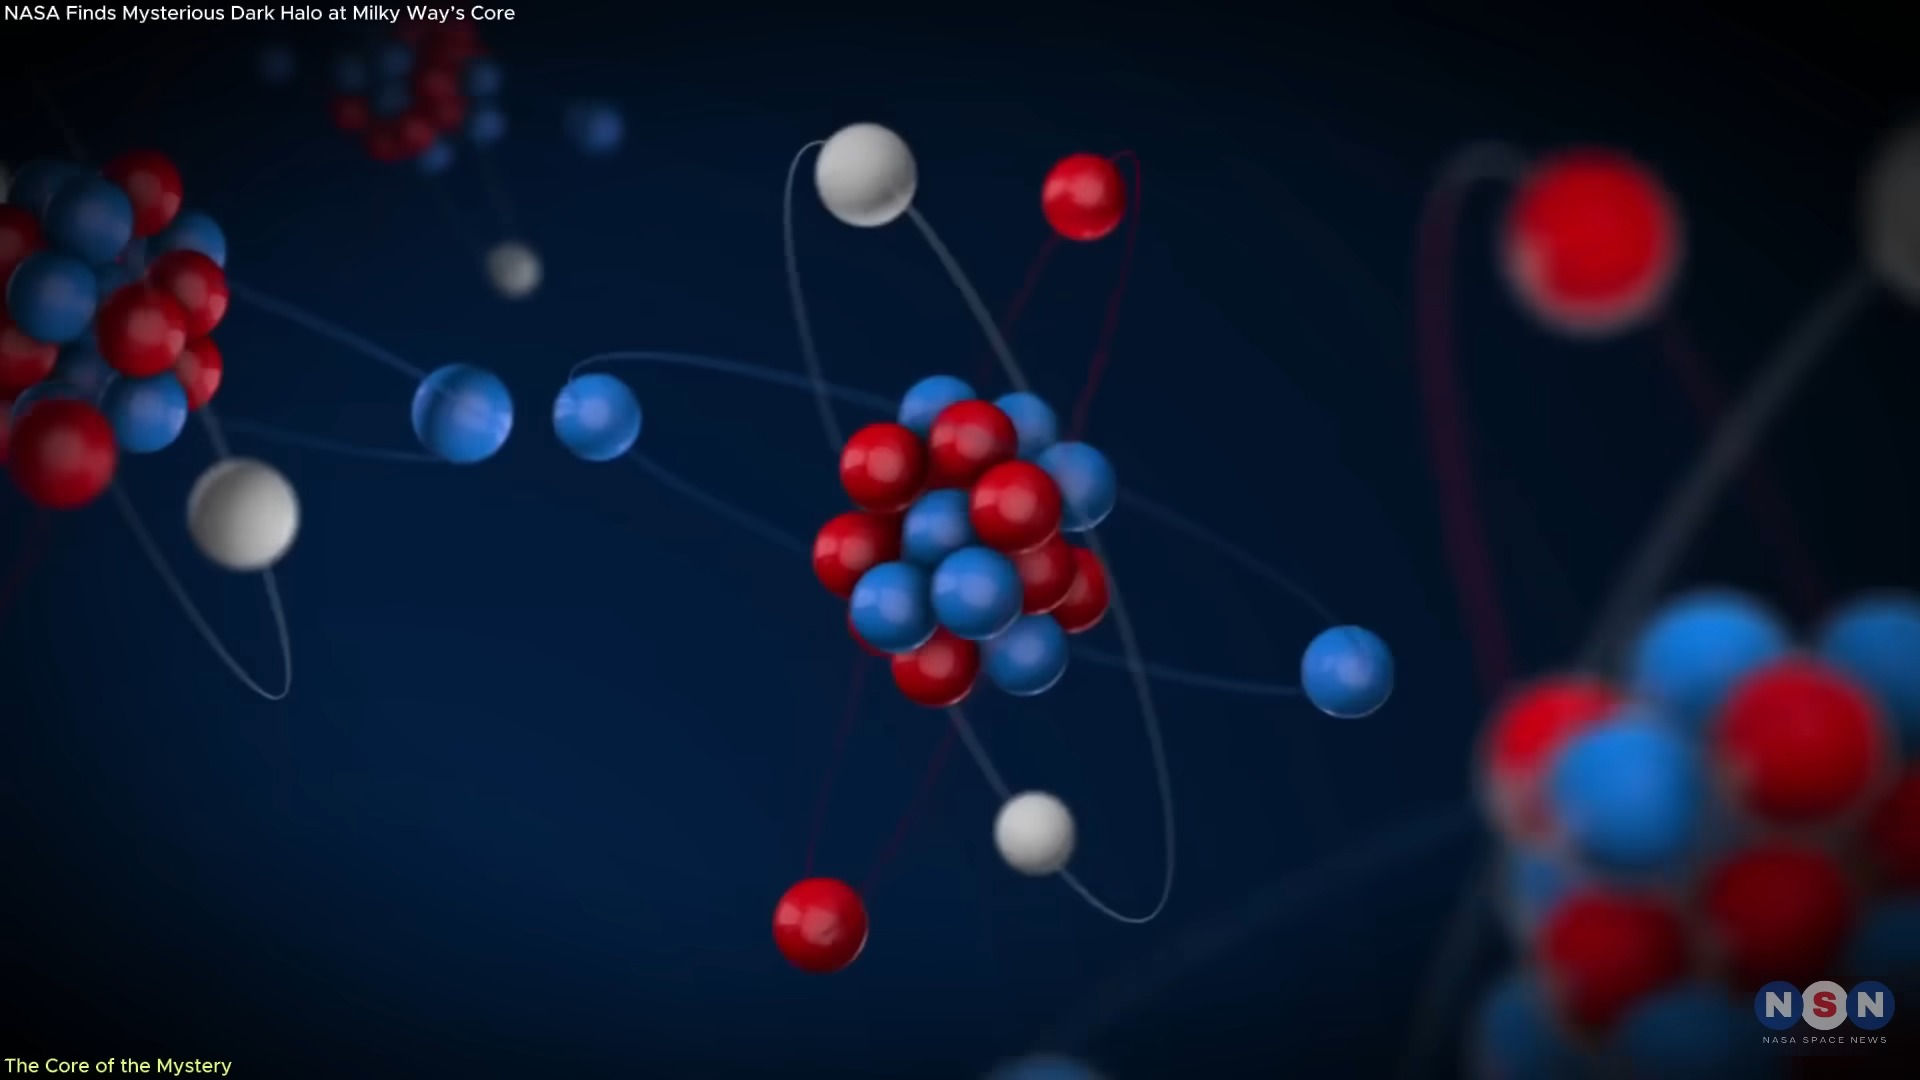 NASA Finds Mysterious Dark Halo at Milky Way’s Core
NSN
NASA SPACE NEWS
The Core of the Mystery